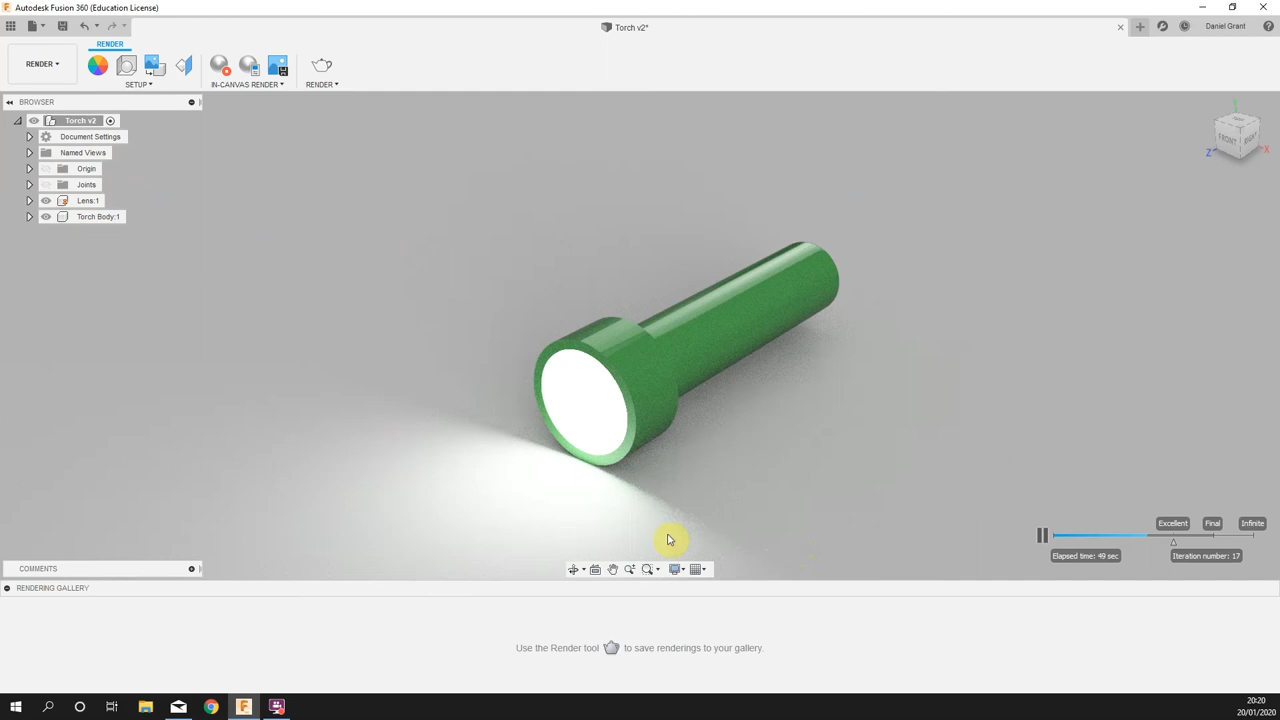 Autodesk Fusion 360 (Education License)
Torch v2*
Daniel Grant
RENDER
RENDER
SETUP
IN-CANVAS RENDER
RENDER
BROWSER
Torch v2
Document Settings
Named Views
Origin
Joints
Lens:1
Torch Body:1
FRONT
RIGHT
Y
Z
X
Excellent
Final
Infinite
Elapsed time: 49 sec
Iteration number: 17
COMMENTS
RENDERING GALLERY
Use the Render tool to save renderings to your gallery.
20:20
20/01/2020